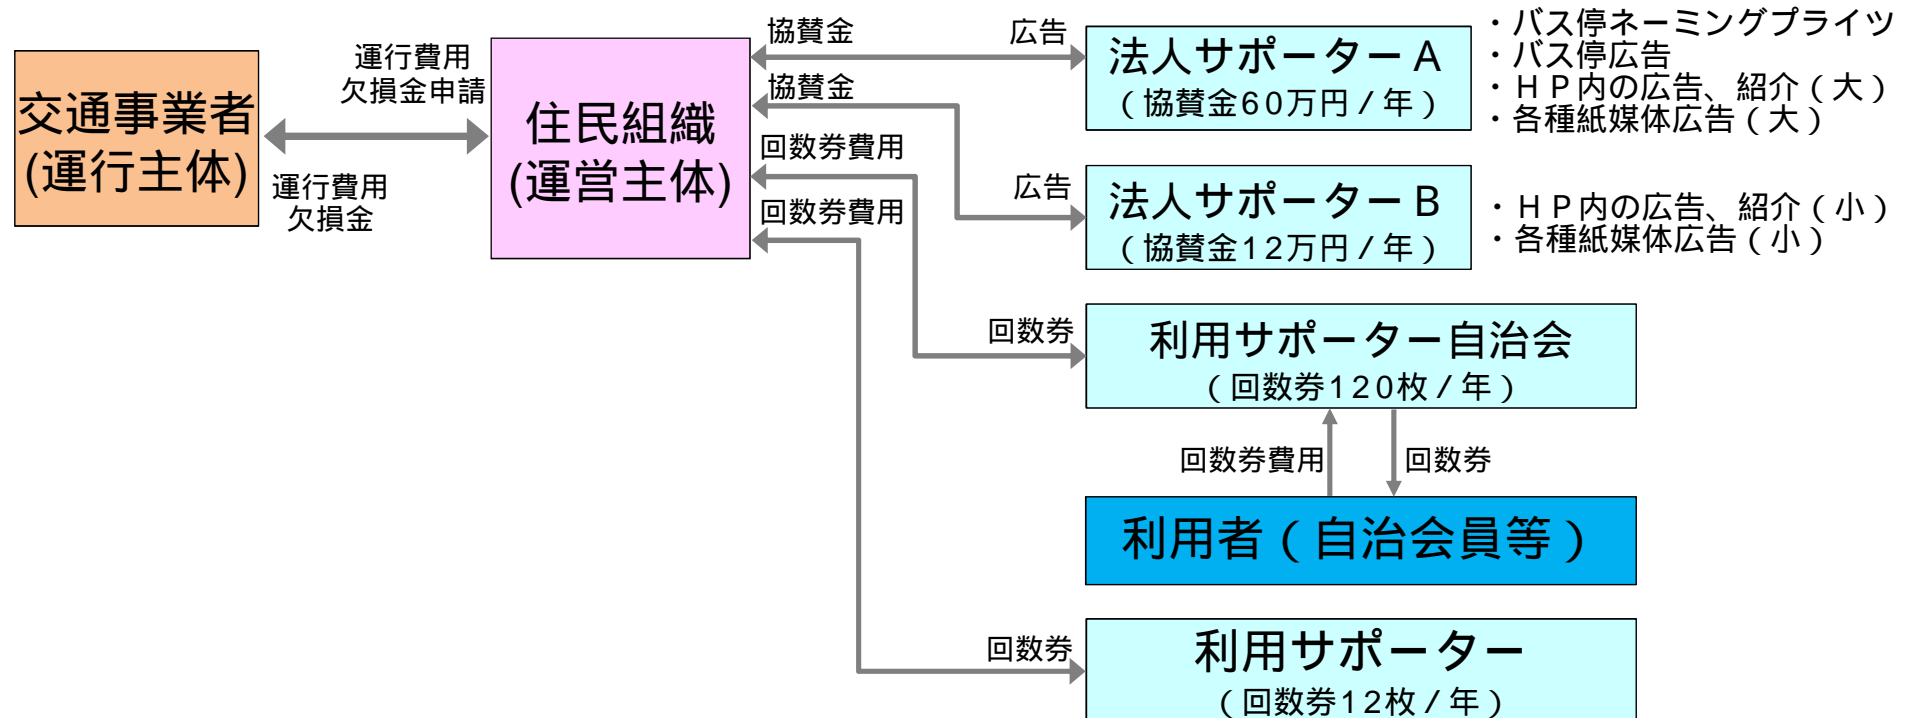 交通事業者
(運行主体)
運行費用
欠損金申請
運行費用
欠損金
住民組織
(運営主体)
協賛金
広告
協賛金
回数券費用
回数券費用
広告
回数券
回数券
法人サポーターA
（協賛金60万円／年）
・バス停ネーミングプライツ
・バス停広告
・ＨＰ内の広告、紹介（大）
・各種紙媒体広告（大）
法人サポーターB
（協賛金12万円／年）
・ＨＰ内の広告、紹介（小）
・各種紙媒体広告（小）
利用サポーター自治会
（回数券120枚／年）
回数券費用
回数券
利用者（自治会員等）
利用サポーター
（回数券12枚／年）